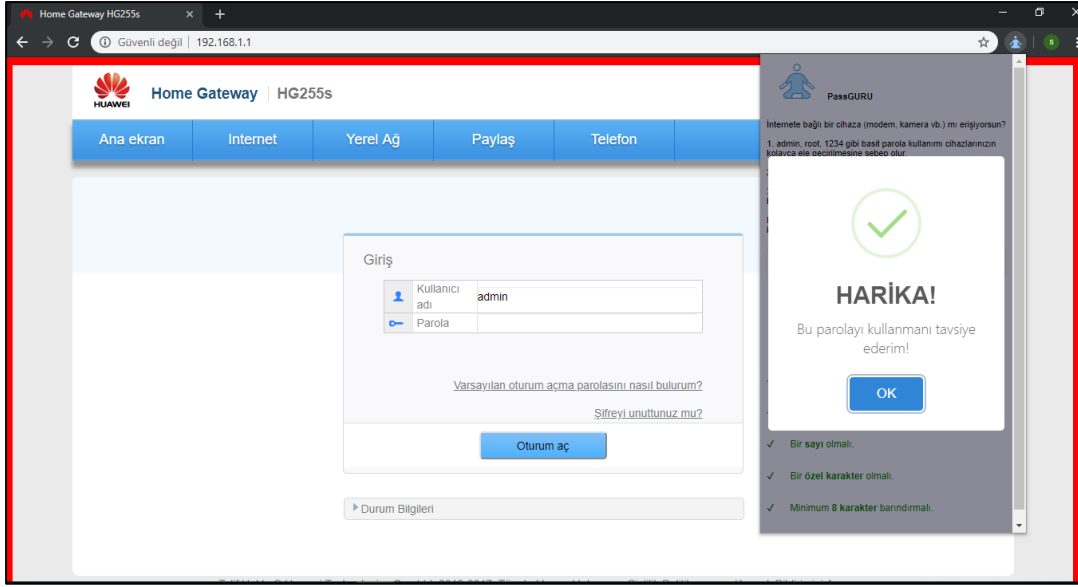 Home Gateway HG255s
Güvenli değil
192.168.1.1
s
HUAWEI
Home Gateway
HG255s
Ana ekran
Internet
Yerel Ağ
Paylaş
Telefon
Giriş
Kullanıcı
adı
admin
Parola
Varsayılan oturum açma parolasını nasıl bulurum?
Şifreyi unuttunuz mu?
Oturum aç
Durum Bilgileri
PassGURU
İnternete bağlı bir cihaza (modem, kamera vb.) mı erişiyorsun?
1. admin, root, 1234 gibi basit parola kullanımı cihazlarınızın
kolayca ele geçirilmesine sebep olur.
HARİKA!
Bu parolayı kullanmanı tavsiye
ederim!
OK
✓ Bir sayı olmalı.
✓ Bir özel karakter olmalı.
✓ Minimum 8 karakter barındırmalı.